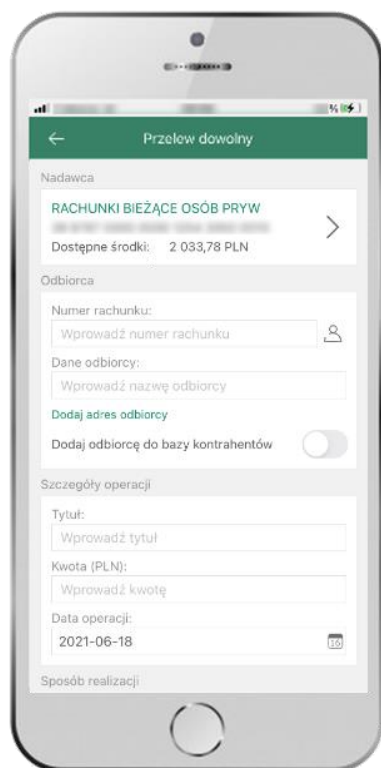 Przelew dowolny
Nadawca
RACHUNKI BIEŻĄCE OSÓB PRYW
Dostępne środki: 2 033,78 PLN
Odbiorca
Numer rachunku:
Wprowadź numer rachunku
Dane odbiorcy:
Wprowadź nazwę odbiorcy
Dodaj adres odbiorcy
Dodaj odbiorcę do bazy kontrahentów
Szczegóły operacji
Tytuł:
Wprowadź tytuł
Kwota (PLN):
Wprowadź kwotę
Data operacji:
2021-06-18
Sposób realizacji